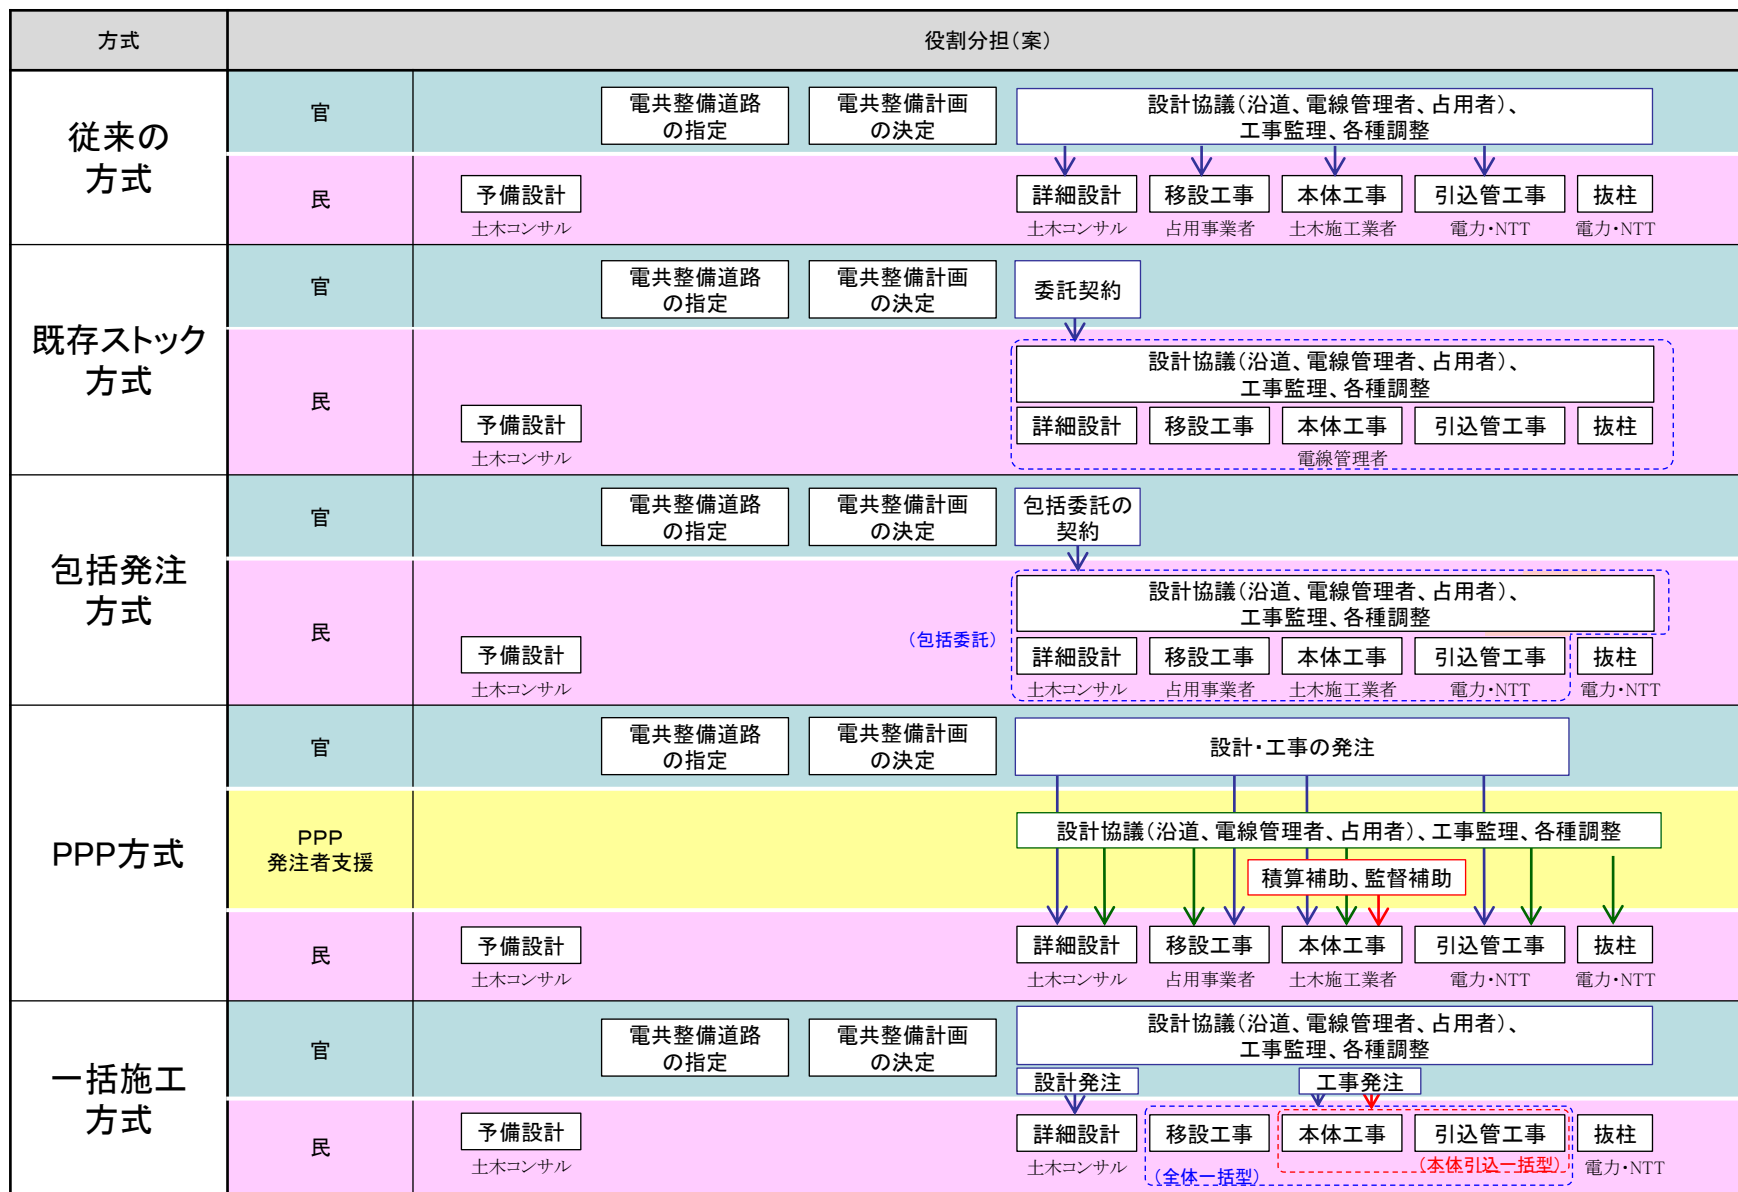 方式
役割分担（案）
従来の
方式
官
電共整備道路
の指定
電共整備計画
の決定
設計協議（沿道、電線管理者、占用者）、
工事監理、各種調整
民
予備設計
土木コンサル
詳細設計
土木コンサル
移設工事
占用事業者
本体工事
土木施工業者
引込管工事
電力・NTT
抜柱
電力・NTT
既存ストック
方式
官
電共整備道路
の指定
電共整備計画
の決定
委託契約
民
設計協議（沿道、電線管理者、占用者）、
工事監理、各種調整
予備設計
土木コンサル
詳細設計
移設工事
本体工事
引込管工事
抜柱
電線管理者
包括発注
方式
官
電共整備道路
の指定
電共整備計画
の決定
包括委託の
契約
民
設計協議（沿道、電線管理者、占用者）、
工事監理、各種調整
（包括委託）
予備設計
土木コンサル
詳細設計
土木コンサル
移設工事
占用事業者
本体工事
土木施工業者
引込管工事
電力・NTT
抜柱
電力・NTT
PPP方式
官
電共整備道路
の指定
電共整備計画
の決定
設計・工事の発注
PPP
発注者支援
設計協議（沿道、電線管理者、占用者）、工事監理、各種調整
積算補助、監督補助
民
予備設計
土木コンサル
詳細設計
土木コンサル
移設工事
占用事業者
本体工事
土木施工業者
引込管工事
電力・NTT
抜柱
電力・NTT
一括施工
方式
官
電共整備道路
の指定
電共整備計画
の決定
設計協議（沿道、電線管理者、占用者）、
工事監理、各種調整
設計発注
工事発注
民
予備設計
土木コンサル
詳細設計
土木コンサル
移設工事
本体工事
引込管工事
抜柱
電力・NTT
（本体引込一括型）
（全体一括型）